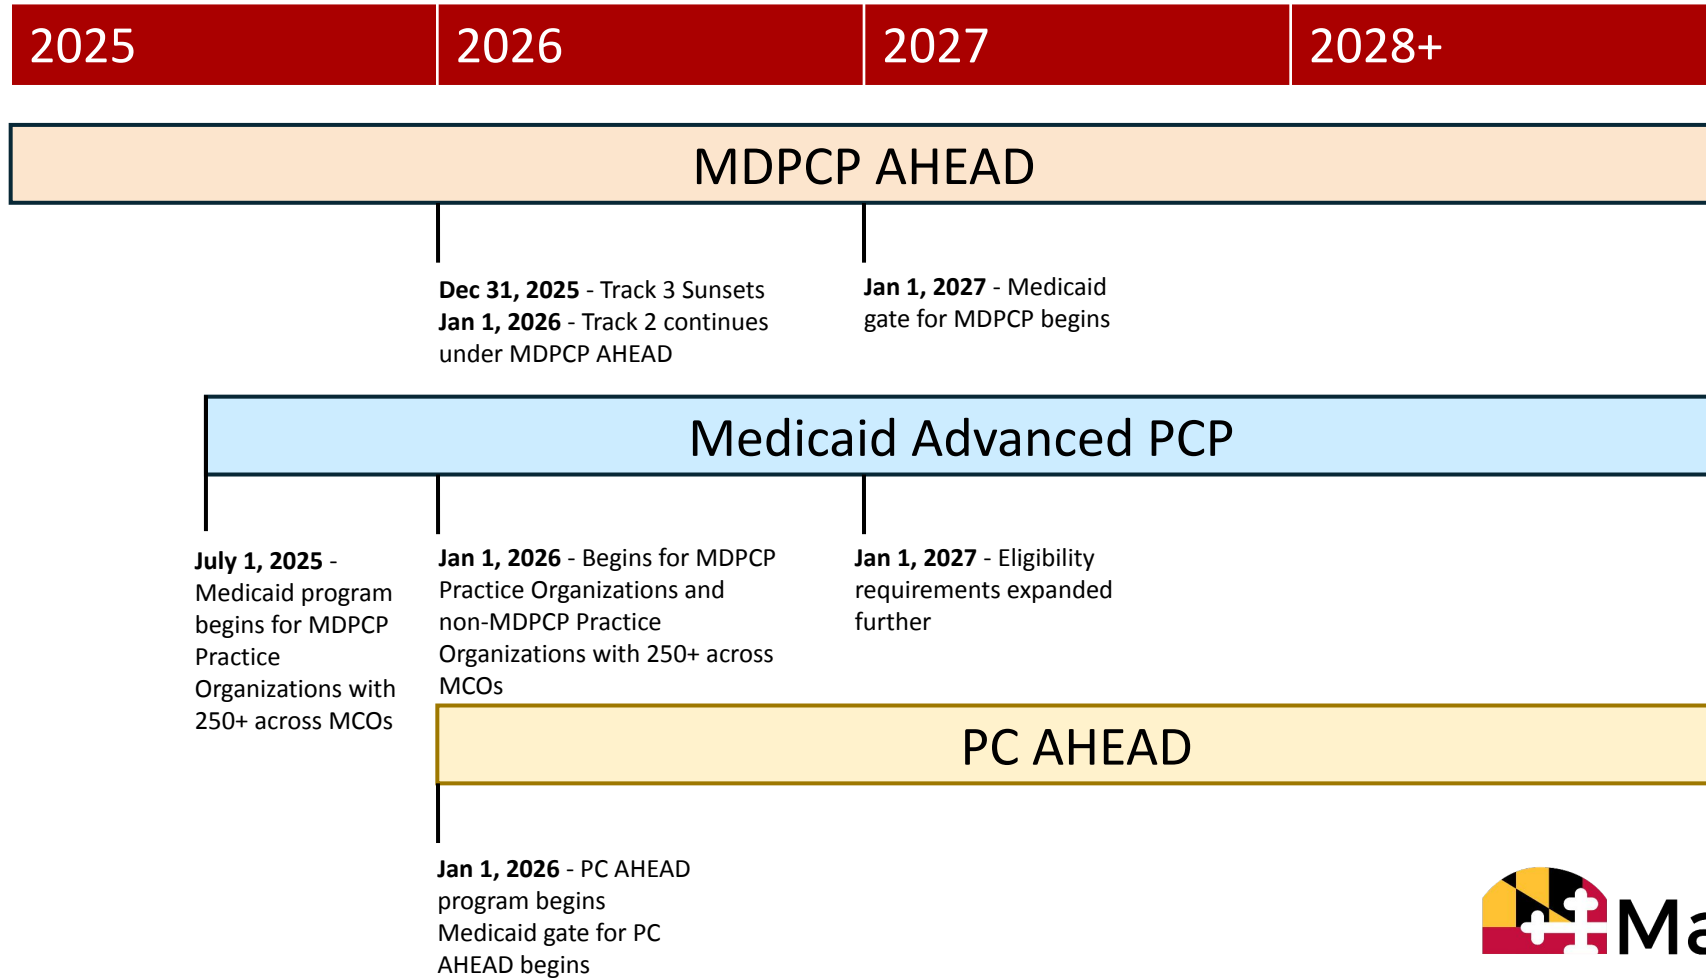 2025
2026
2027
2028+
MDPCP AHEAD
Dec 31, 2025 - Track 3 Sunsets
Jan 1, 2026 - Track 2 continues
under MDPCP AHEAD
Jan 1, 2027 - Medicaid
gate for MDPCP begins
Medicaid Advanced PCP
July 1, 2025 -
Medicaid program
begins for MDPCP
Practice
Organizations with
250+ across MCOs
Jan 1, 2026 - Begins for MDPCP
Practice Organizations and
non-MDPCP Practice
Organizations with 250+ across
MCOs
Jan 1, 2027 - Eligibility
requirements expanded
further
PC AHEAD
Jan 1, 2026 - PC AHEAD
program begins
Medicaid gate for PC
AHEAD begins
Ma